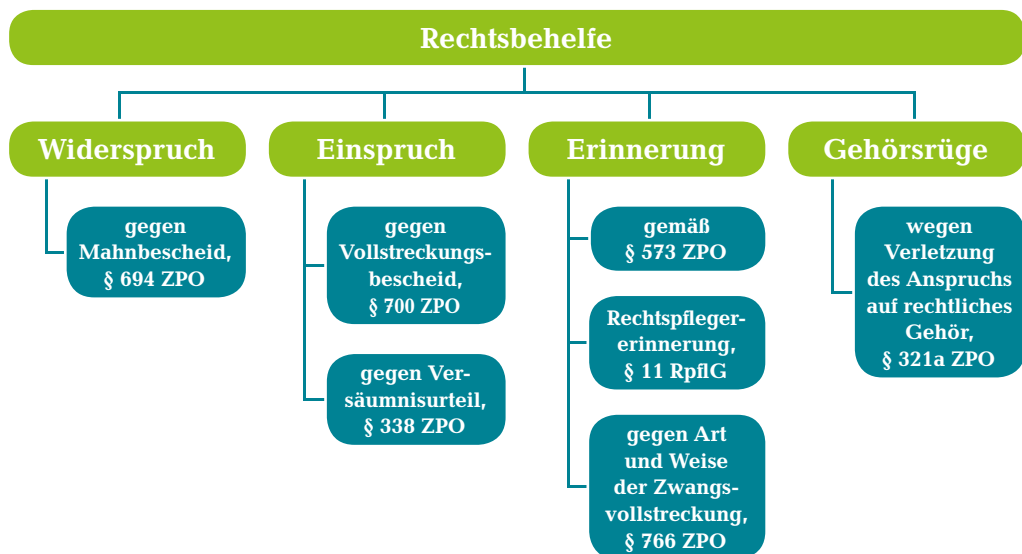 Rechtsbehelfe
Widerspruch
gegen
Mahnbescheid,
§ 694 ZPO
Einspruch
gegen
Vollstreckungs-
bescheid,
§ 700 ZPO
gegen Ver-
säumnisurteil,
§ 338 ZPO
Erinnerung
gemäß
§ 573 ZPO
Rechtspfleger-
erinnerung,
§ 11 RpflG
gegen Art
und Weise
der Zwangs-
vollstreckung,
§ 766 ZPO
Gehörsrüge
wegen
Verletzung
des Anspruchs
auf rechtliches
Gehör,
§ 321a ZPO